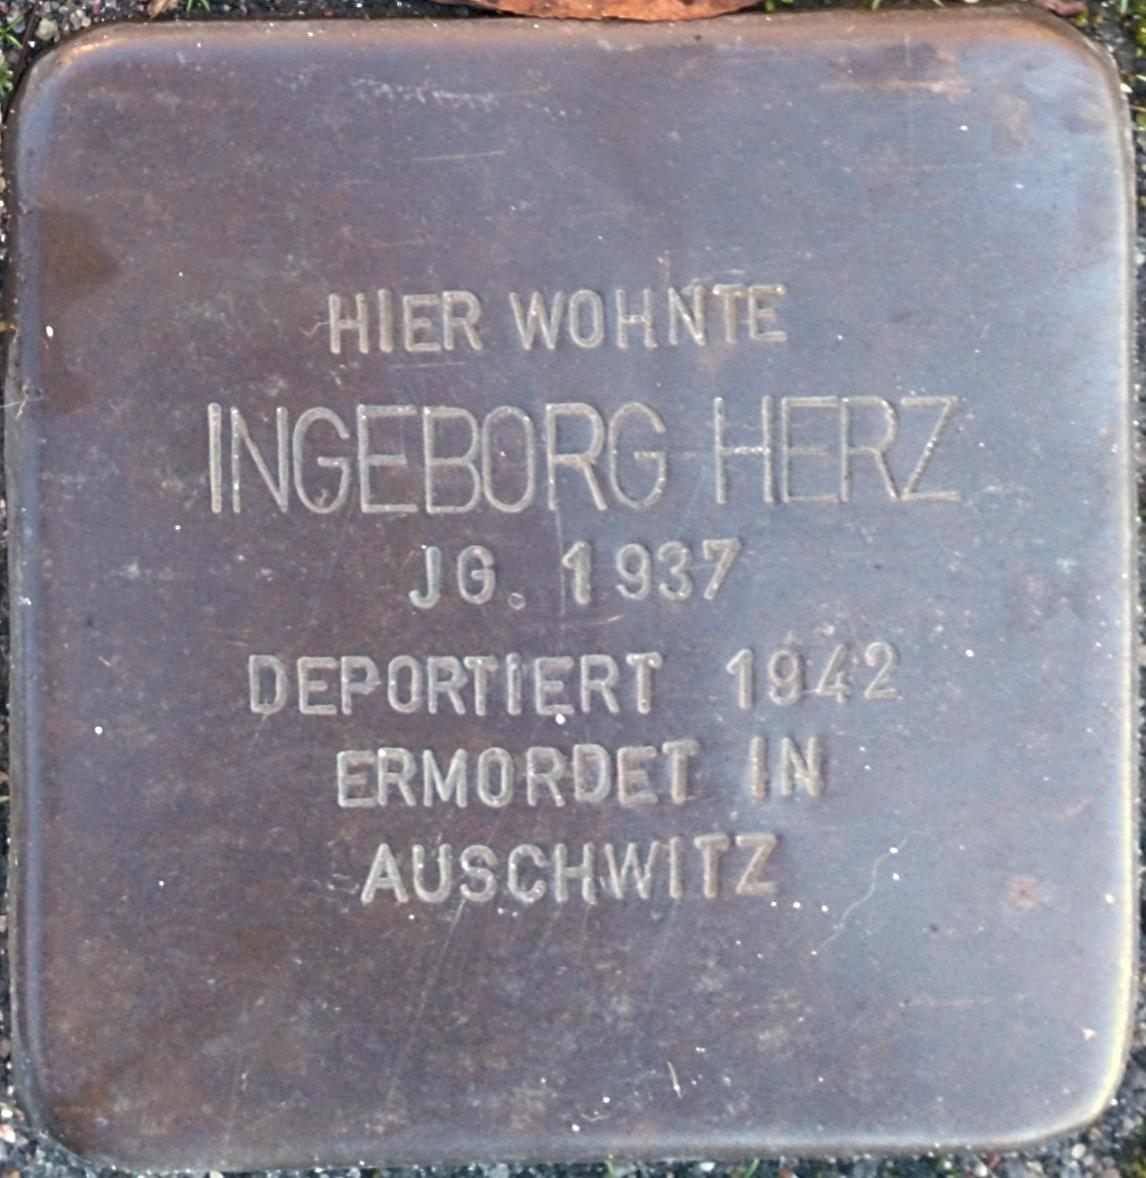 HIER WOHNTE
INGEBORG HERZ
JG. 1937
DEPORTIERT 1942
ERMORDET IN
AUSCHWITZ